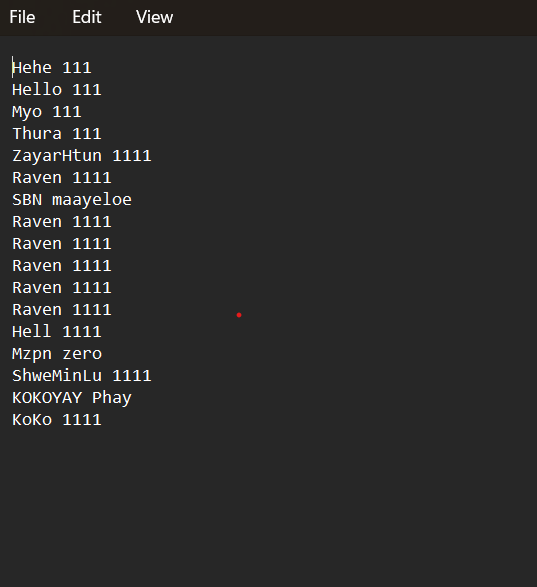 File Edit View
Hehe 111
Hello 111
Myo 111
Thura 111
ZayarHtun 1111
Raven 1111
SBN maayeloe
Raven 1111
Raven 1111
Raven 1111
Raven 1111
Raven 1111
Hell 1111
Mzpn zero
ShweMinLu 1111
KOKOYAY Phay
KoKo 1111